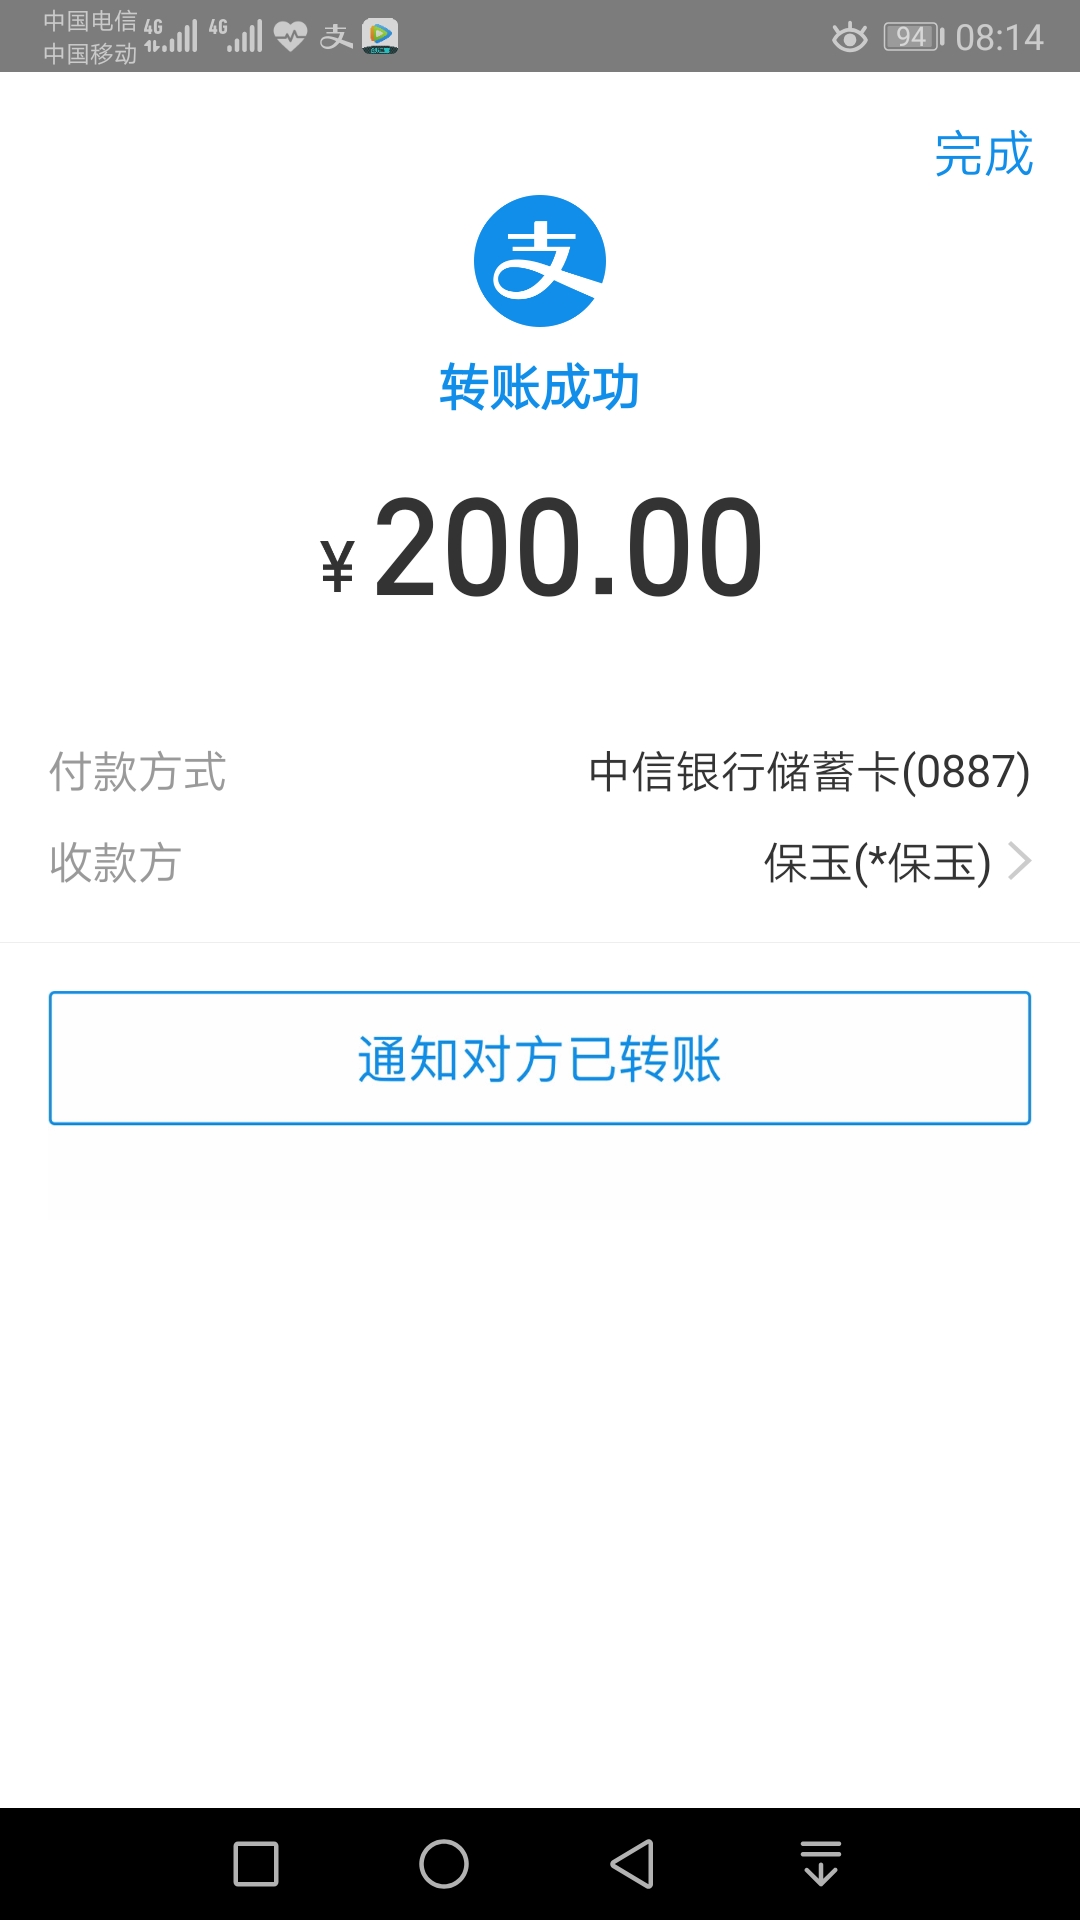 中国电信
中国移动
4G
4G
94
08:14
完成
支
转账成功
¥200.00
付款方式
中信银行储蓄卡(0887)
收款方
保玉(*保玉)
通知对方已转账